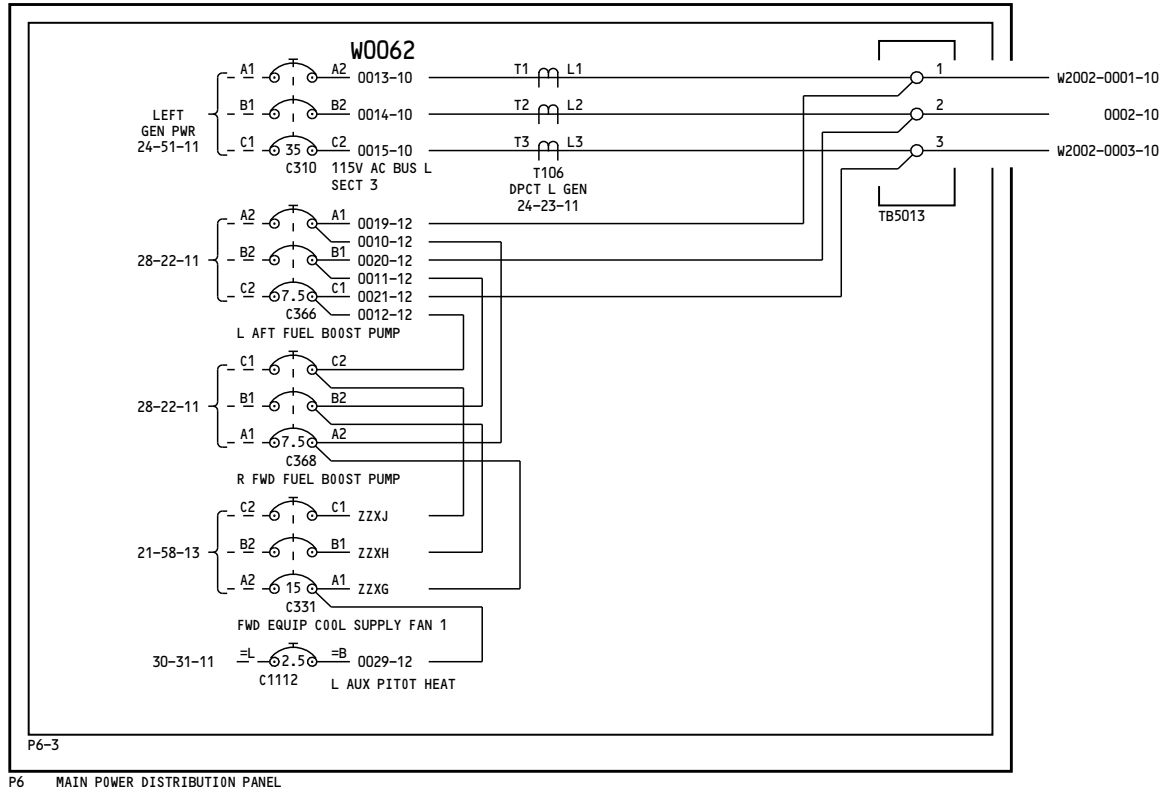 W0062
A1 A2 0013-10 T1 L1 1 W2002-0001-10
B1 B2 0014-10 T2 L2 2 0002-10
C1 35 C2 0015-10 T3 L3 3 W2002-0003-10
LEFT
GEN PWR
24-51-11
C310 115V AC BUS L
SECT 3
T106
DPCT L GEN
24-23-11
TB5013
A2 A1 0019-12
0010-12
28-22-11 B2 B1 0020-12
0011-12
C2 7.5 C1 0021-12
C366 0012-12
L AFT FUEL BOOST PUMP
C1 C2
28-22-11 B1 B2
A1 7.5 A2
C368
R FWD FUEL BOOST PUMP
C2 C1 ZZXJ
21-58-13 B2 B1 ZZXH
A2 15 A1 ZZXG
C331
FWD EQUIP COOL SUPPLY FAN 1
30-31-11 =L 2.5 =B 0029-12
C1112 L AUX PITOT HEAT
P6-3
P6 MAIN POWER DISTRIBUTION PANEL